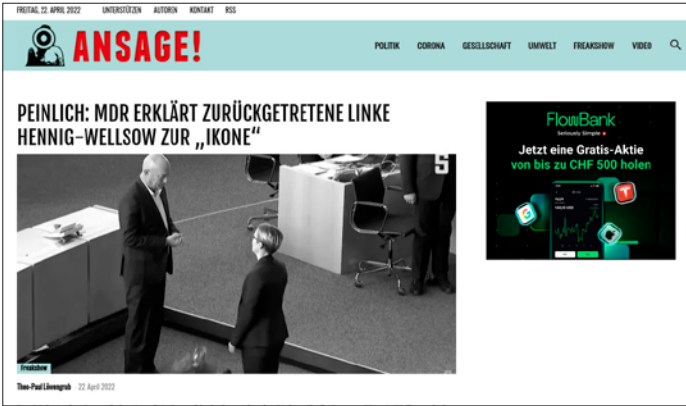 FREITAG, 22. APRIL 2022 UNTERSTÜTZEN AUTOREN KONTAKT RSS
ANSAGE!
POLITIK CORONA GESELLSCHAFT UMWELT FREAKSHOW VIDEO
PEINLICH: MDR ERKLÄRT ZURÜCKGETRETENE LINKE
HENNIG-WELLSOW ZUR „IKONE“
FlowBank
Seriously Simple
Jetzt eine Gratis-Aktie
von bis zu CHF 500 holen
Freakshow
Theo-Paul Löwengrub - 22. April 2022